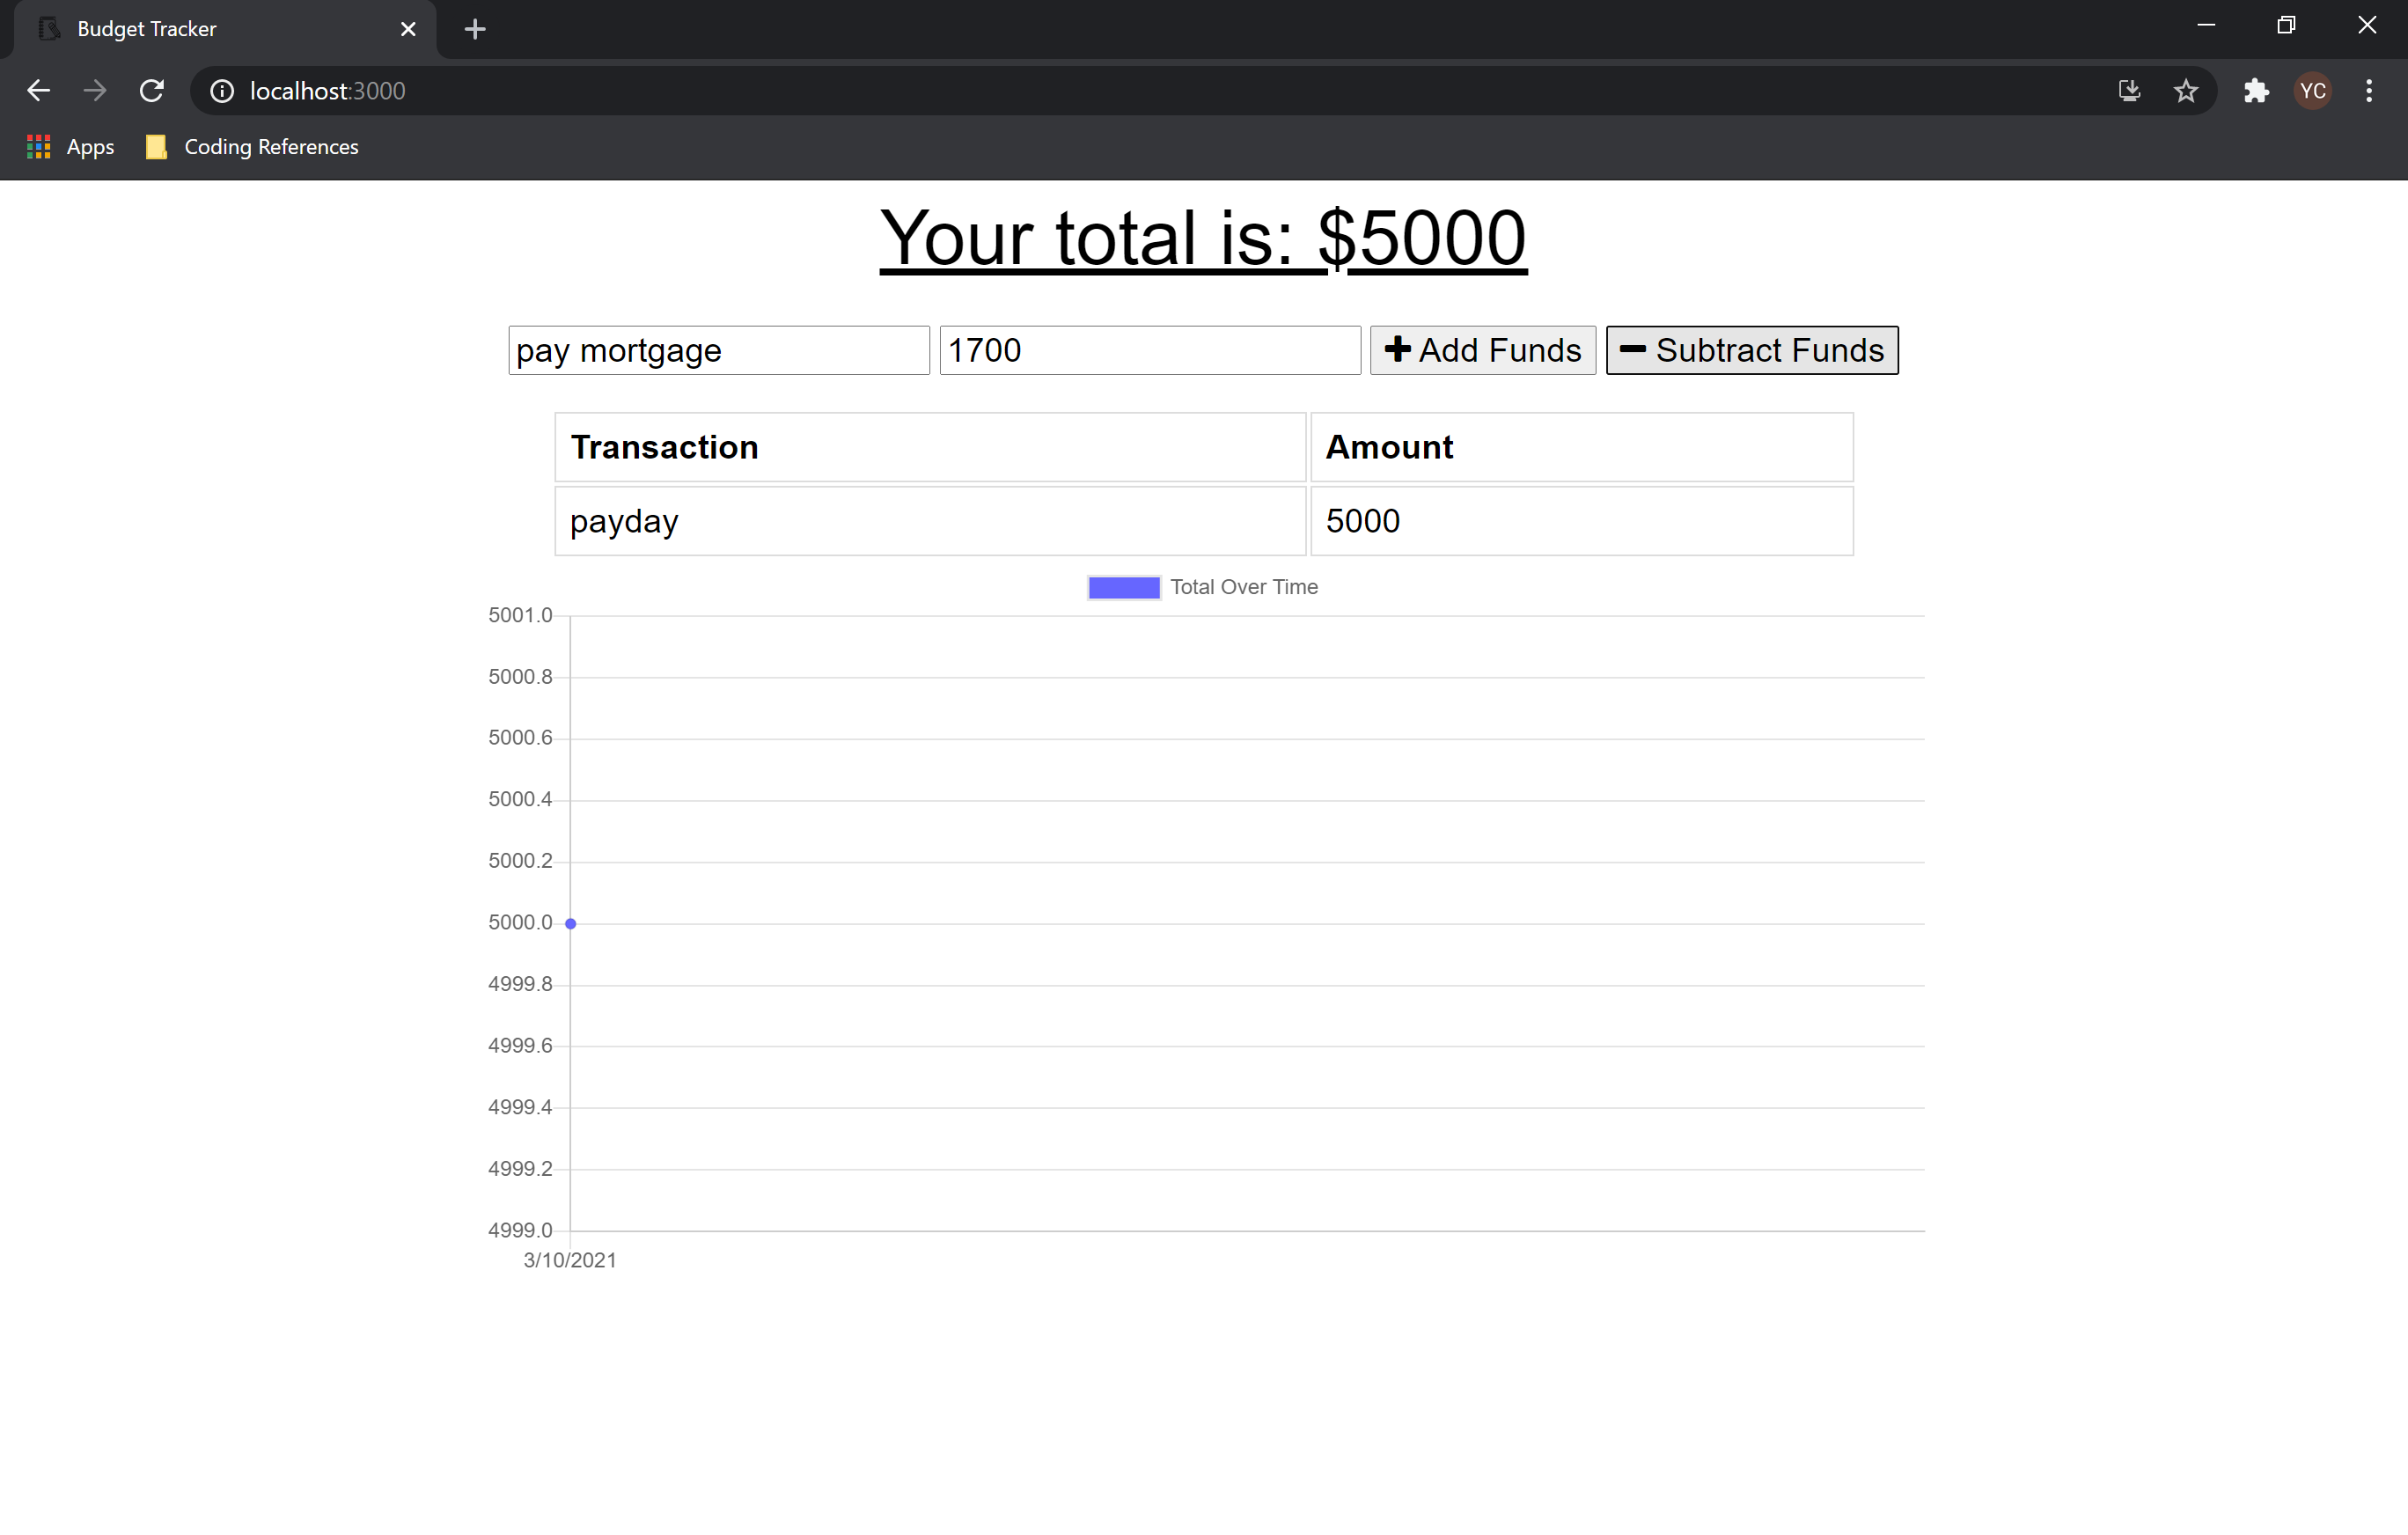 Budget Tracker
localhost:3000
YC
Apps Coding References
Your total is: $5000
pay mortgage 1700 Add Funds Subtract Funds
Transaction Amount
payday 5000
Total Over Time
5001.0
5000.8
5000.6
5000.4
5000.2
5000.0
4999.8
4999.6
4999.4
4999.2
4999.0
3/10/2021